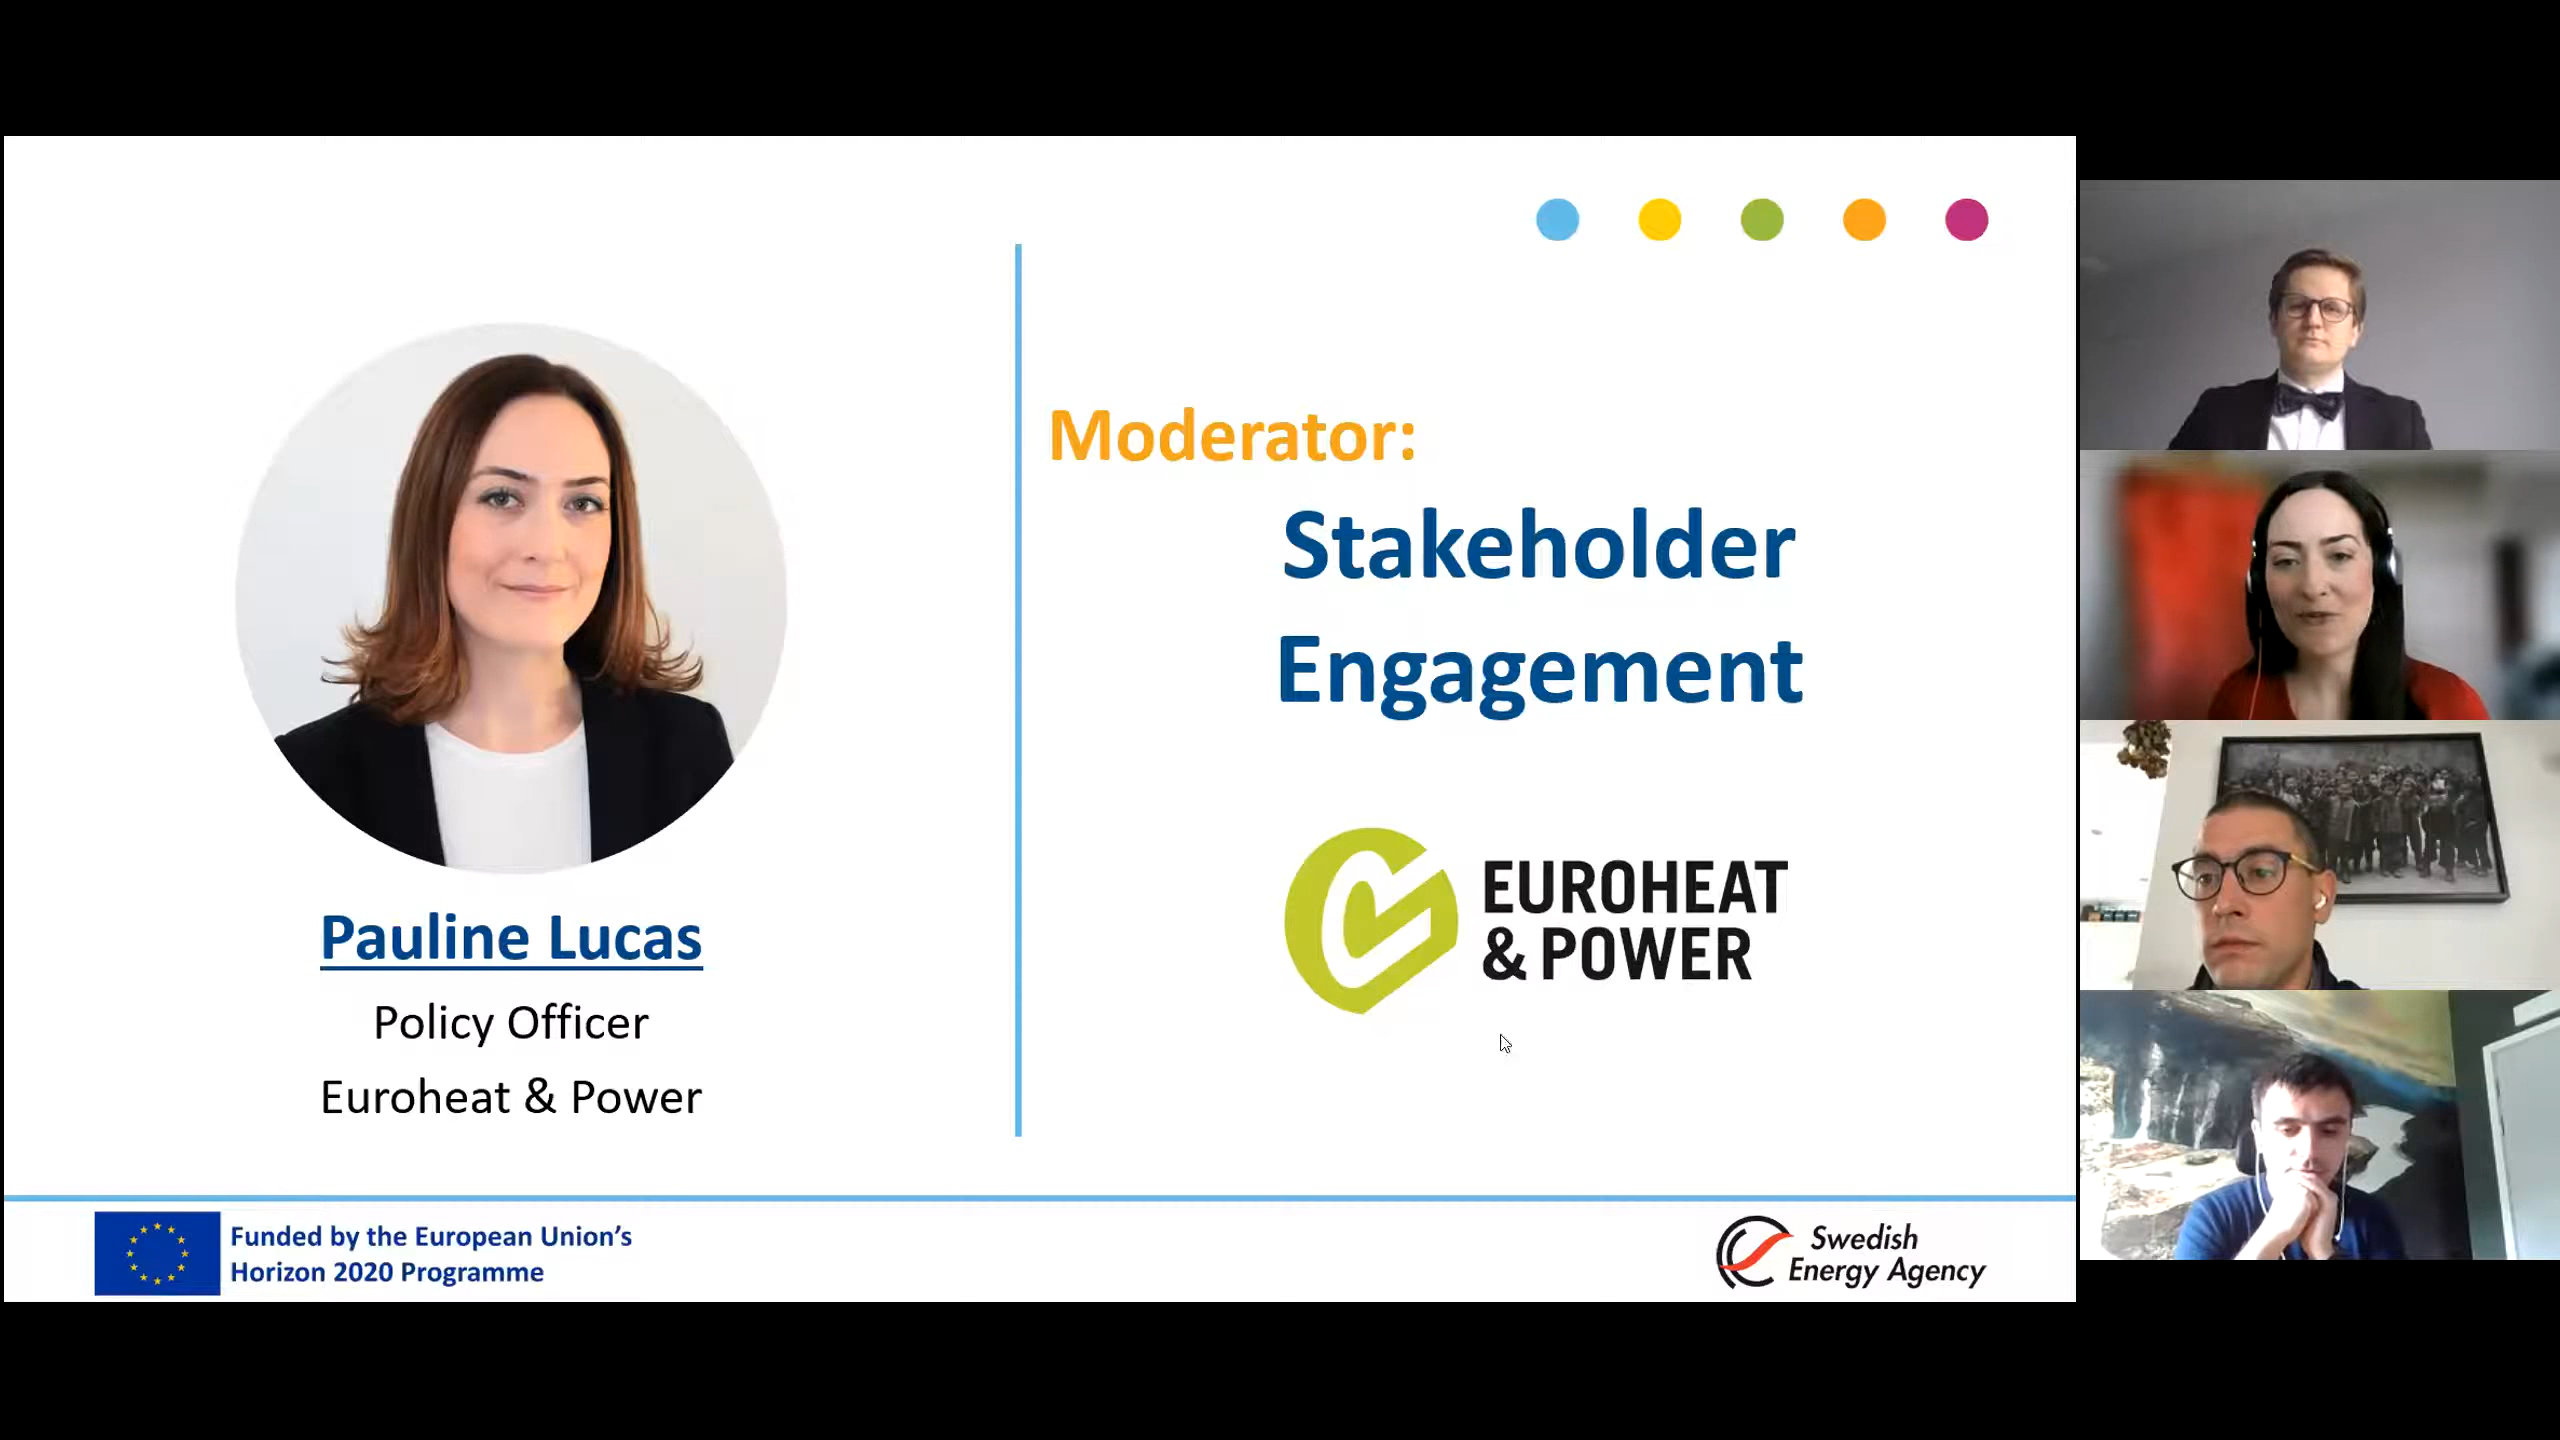 Moderator:
Stakeholder
Engagement
EUROHEAT
& POWER
Pauline Lucas
Policy Officer
Euroheat & Power
Funded by the European Union’s
Horizon 2020 Programme
Swedish
Energy Agency